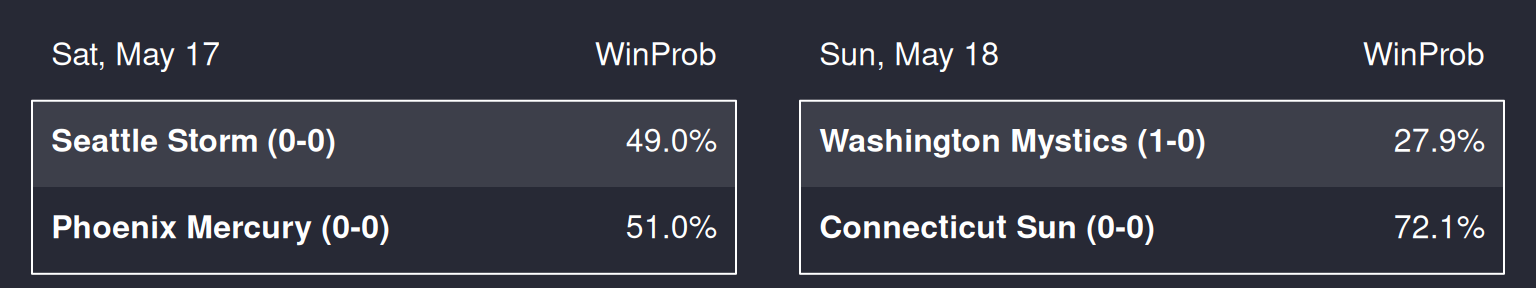 Sat, May 17 WinProb
Seattle Storm (0-0) 49.0%
Phoenix Mercury (0-0) 51.0%
Sun, May 18 WinProb
Washington Mystics (1-0) 27.9%
Connecticut Sun (0-0) 72.1%